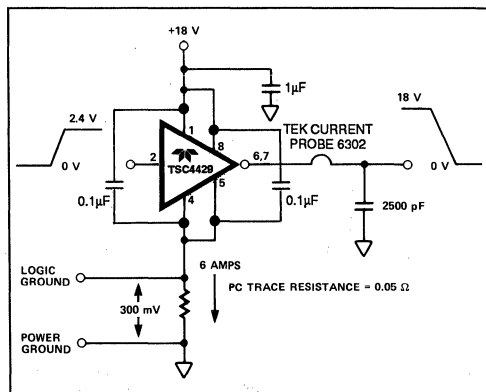 +18 V
1µF
2.4 V
0 V
18 V
0 V
TEK CURRENT
PROBE 6302
1
8
2
TSC4429
6,7
5
4
0.1µF
0.1µF
2500 pF
6 AMPS
LOGIC
GROUND
300 mV
PC TRACE RESISTANCE = 0.05 Ω
POWER
GROUND